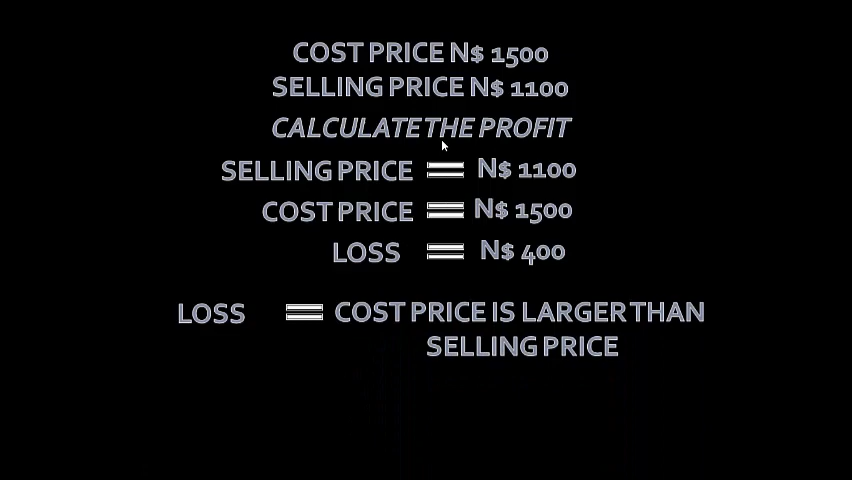 COST PRICE N$ 1500
SELLING PRICE N$ 1100
CALCULATE THE PROFIT
SELLING PRICE = N$ 1100
COST PRICE = N$ 1500
LOSS = N$ 400
LOSS = COST PRICE IS LARGER THAN
SELLING PRICE